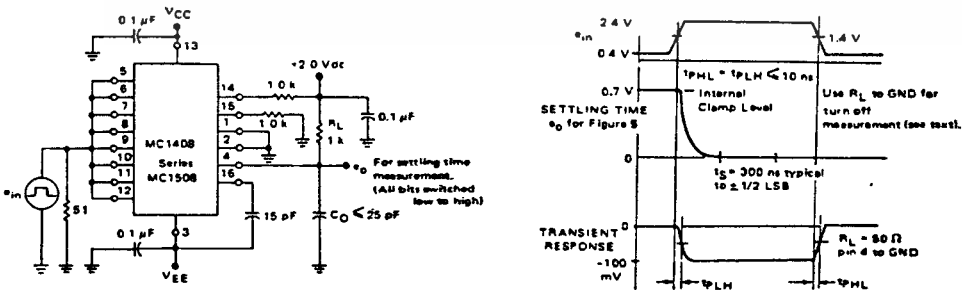 VCC
0.1 µF
13
+2.0 Vdc
5
6
7
8
9
10
11
12
14
15
1
2
4
16
1.0 k
1.0 k
RL
1 k
0.1 µF
MC1408
Series
MC1508
ein
51
eo
For settling time
measurement.
(All bits switched
low to high)
15 pF
CO ≤ 25 pF
0.1 µF
3
VEE
2.4 V
ein
1.4 V
0.4 V
tPHL = tPLH ≤ 10 ns
0.7 V
Internal
Clamp Level
Use RL to GND for
turn off
measurement (see text).
SETTLING TIME
eo for Figure 5
0
tS = 300 ns typical
to ± 1/2 LSB
TRANSIENT
RESPONSE
0
-100
mV
RL = 50 Ω
pin 4 to GND
tPLH
tPHL